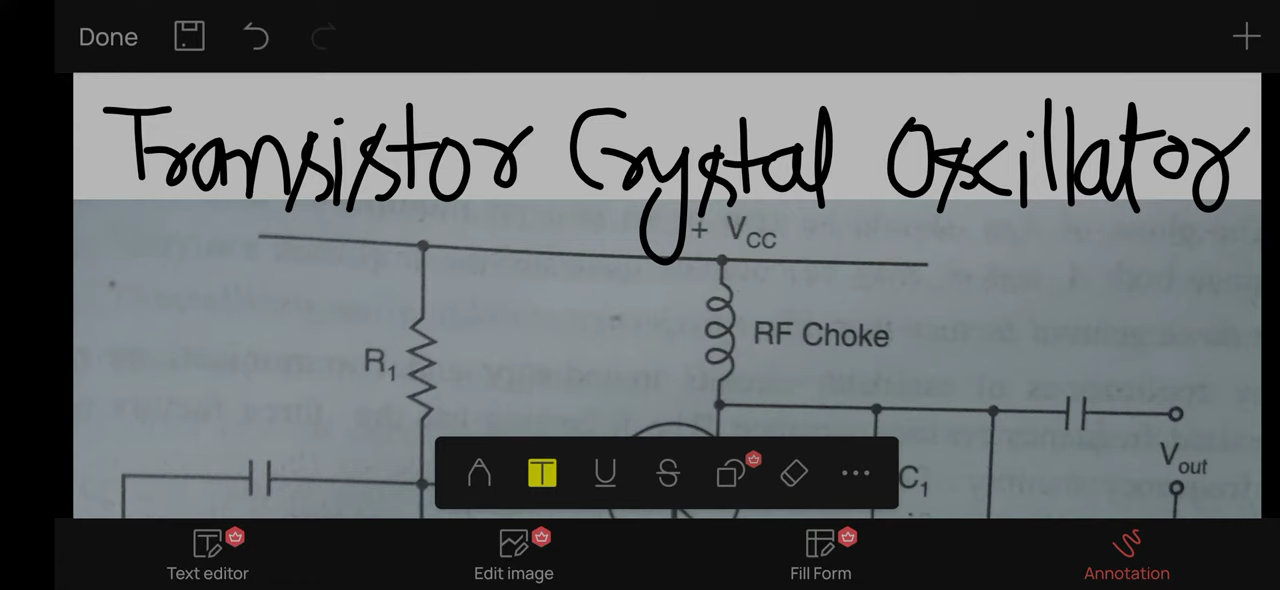 Done
Transistor Crystal Oscillator
+ VCC
RF Choke
R1
C1
Vout
Text editor
Edit image
Fill Form
Annotation